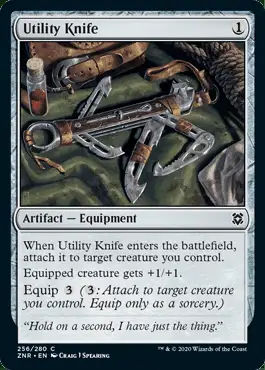 Utility Knife 1
Artifact — Equipment
When Utility Knife enters the battlefield,
attach it to target creature you control.
Equipped creature gets +1/+1.
Equip 3 (3: Attach to target creature
you control. Equip only as a sorcery.)
“Hold on a second, I have just the thing.”
256/280 C
ZNR • EN CRAIG J SPEARING
™ & © 2020 Wizards of the Coast